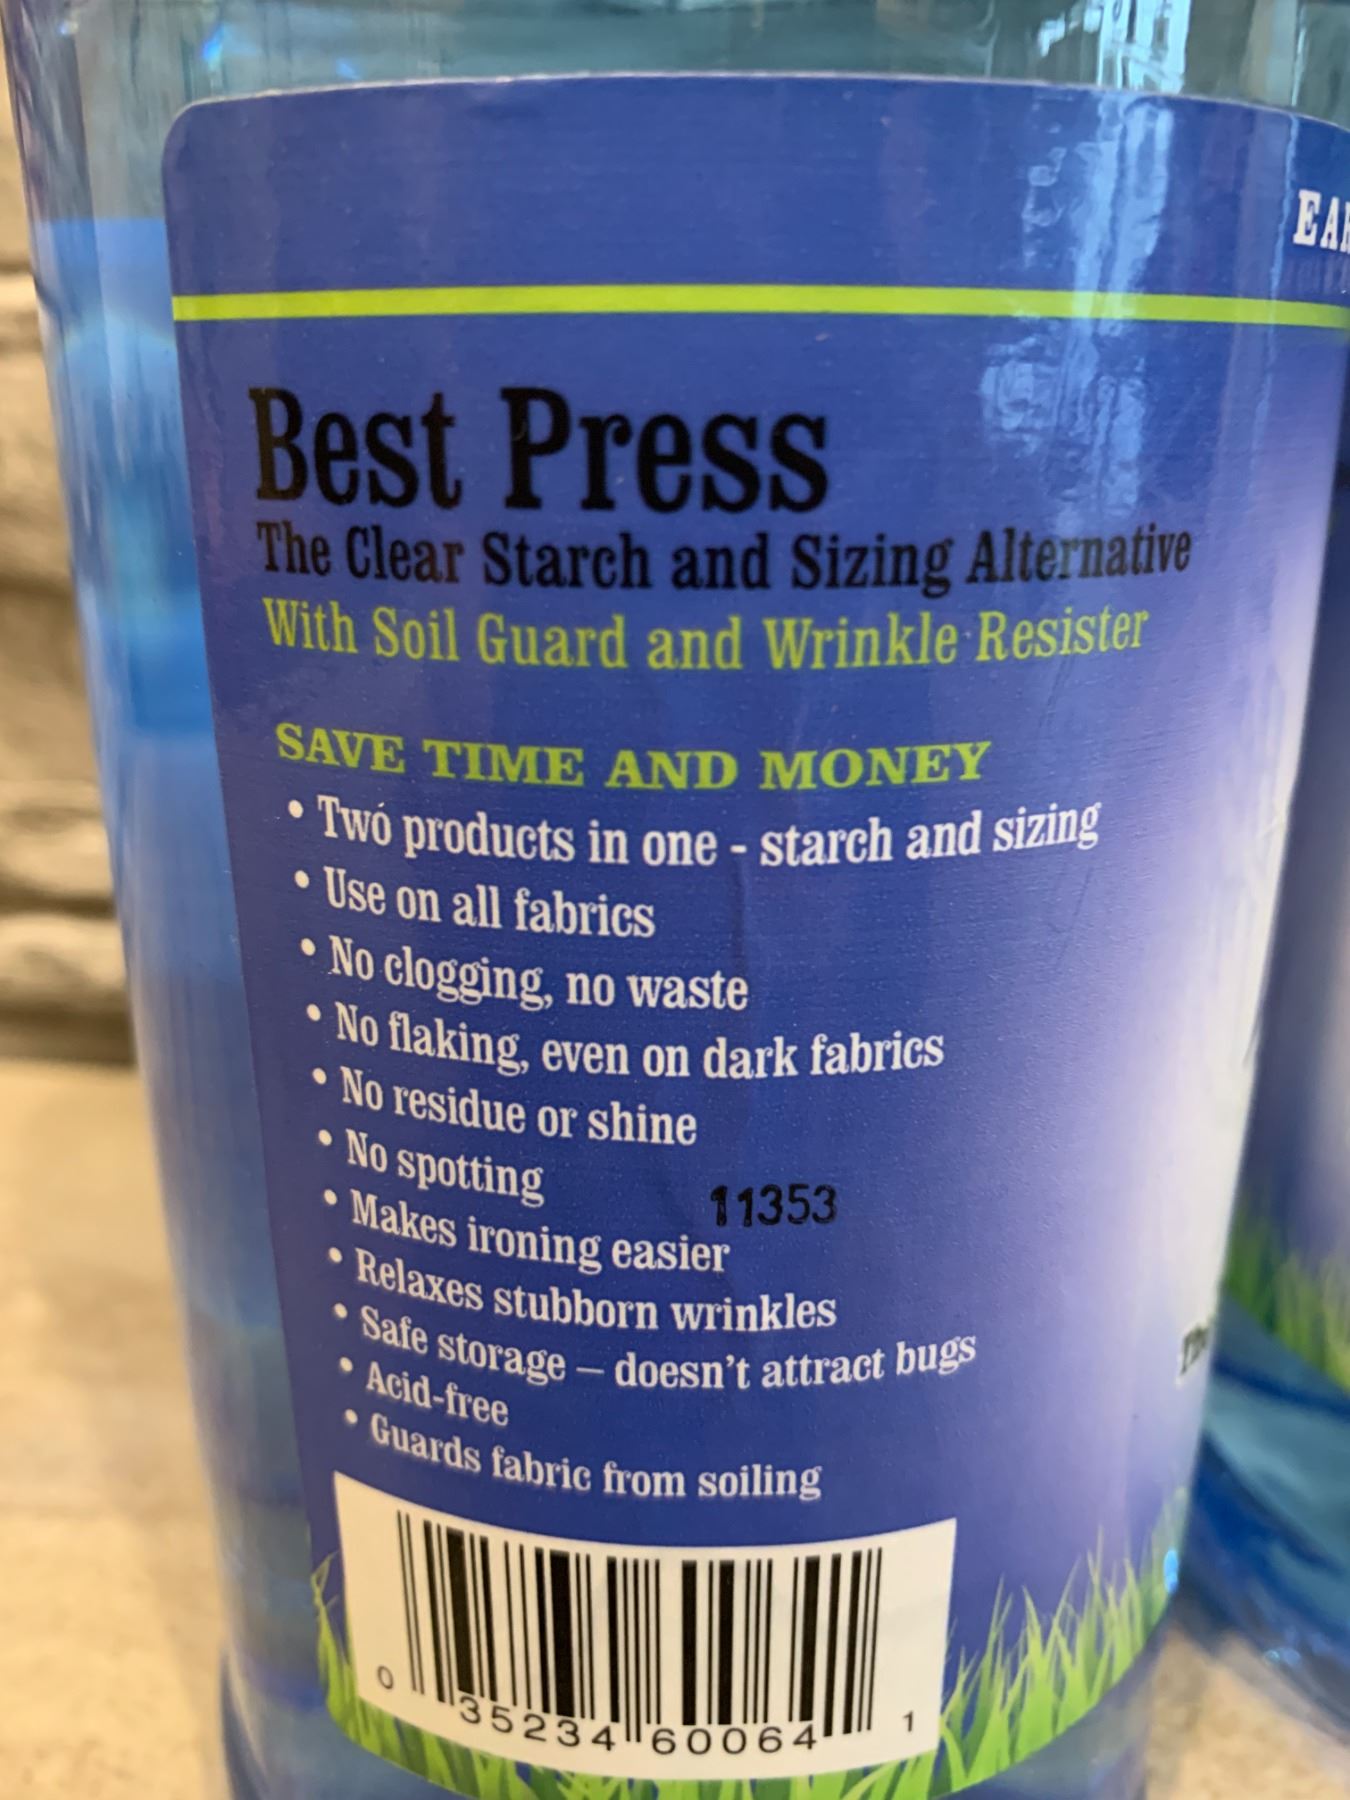 Best Press
The Clear Starch and Sizing Alternative
With Soil Guard and Wrinkle Resister
SAVE TIME AND MONEY
• Two products in one - starch and sizing
• Use on all fabrics
• No clogging, no waste
• No flaking, even on dark fabrics
• No residue or shine
• No spotting
11353
• Makes ironing easier
• Relaxes stubborn wrinkles
• Safe storage – doesn't attract bugs
• Acid-free
• Guards fabric from soiling
0 35234 60064 1